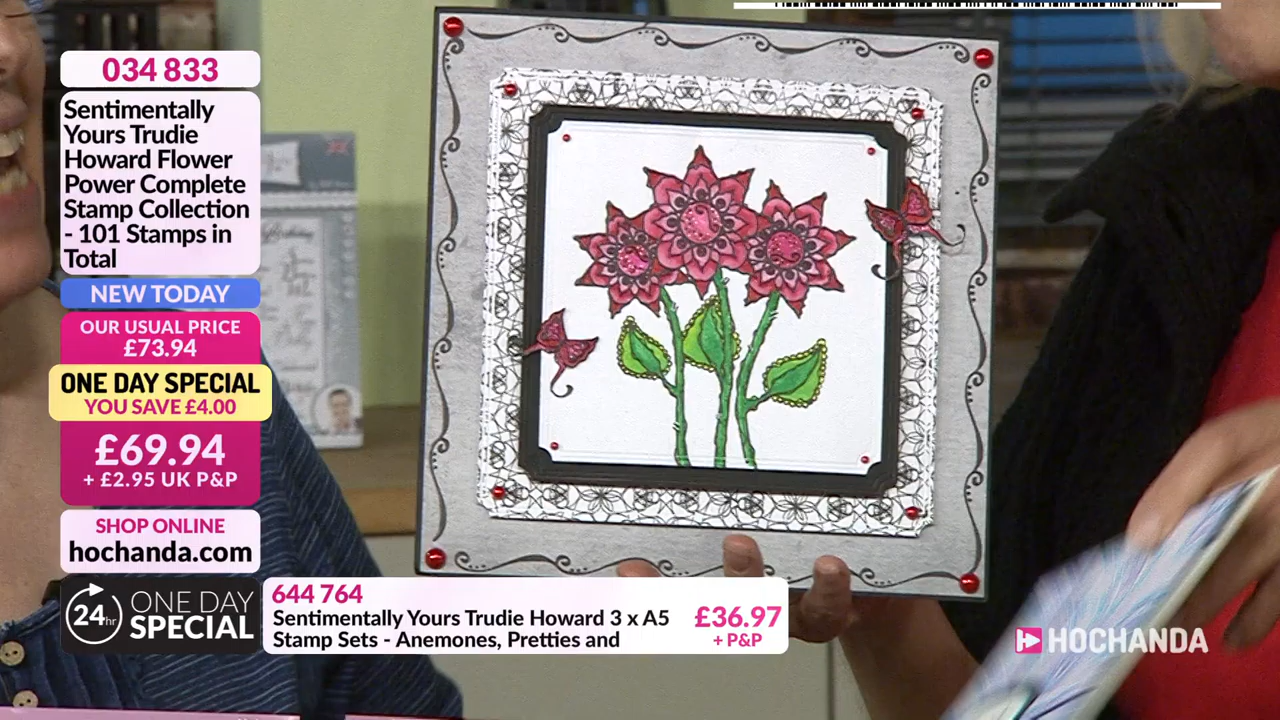 034 833
Sentimentally
Yours Trudie
Howard Flower
Power Complete
Stamp Collection
- 101 Stamps in
Total
NEW TODAY
OUR USUAL PRICE
£73.94
ONE DAY SPECIAL
YOU SAVE £4.00
£69.94
+ £2.95 UK P&P
SHOP ONLINE
hochanda.com
24hr
ONE DAY
SPECIAL
644 764
Sentimentally Yours Trudie Howard 3 x A5
Stamp Sets - Anemones, Pretties and
£36.97
+ P&P
HOCHANDA